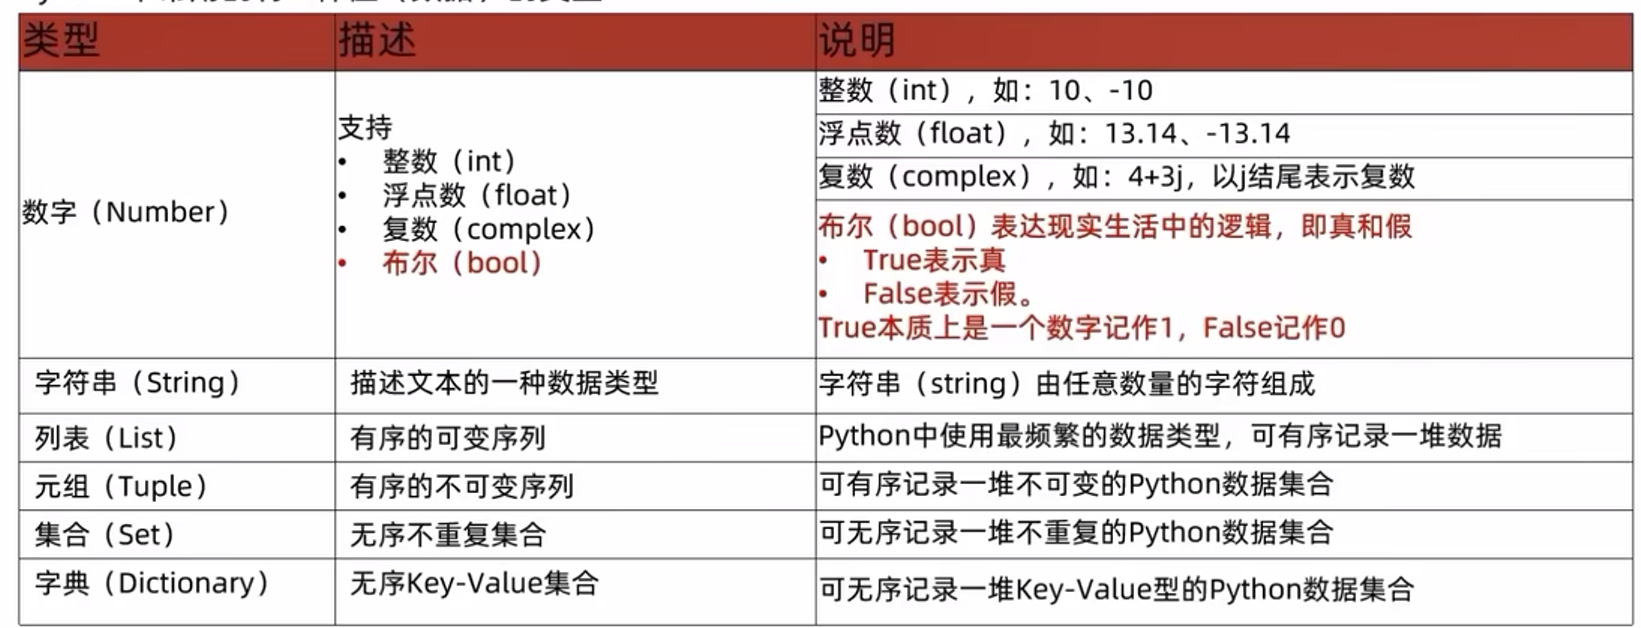 类型 描述 说明
数字（Number）
支持
• 整数（int）
• 浮点数（float）
• 复数（complex）
• 布尔（bool）
整数（int），如：10、-10
浮点数（float），如：13.14、-13.14
复数（complex），如：4+3j，以j结尾表示复数
布尔（bool）表达现实生活中的逻辑，即真和假
• True表示真
• False表示假。
True本质上是一个数字记作1，False记作0
字符串（String） 描述文本的一种数据类型 字符串（string）由任意数量的字符组成
列表（List） 有序的可变序列 Python中使用最频繁的数据类型，可有序记录一堆数据
元组（Tuple） 有序的不可变序列 可有序记录一堆不可变的Python数据集合
集合（Set） 无序不重复集合 可无序记录一堆不重复的Python数据集合
字典（Dictionary） 无序Key-Value集合 可无序记录一堆Key-Value型的Python数据集合